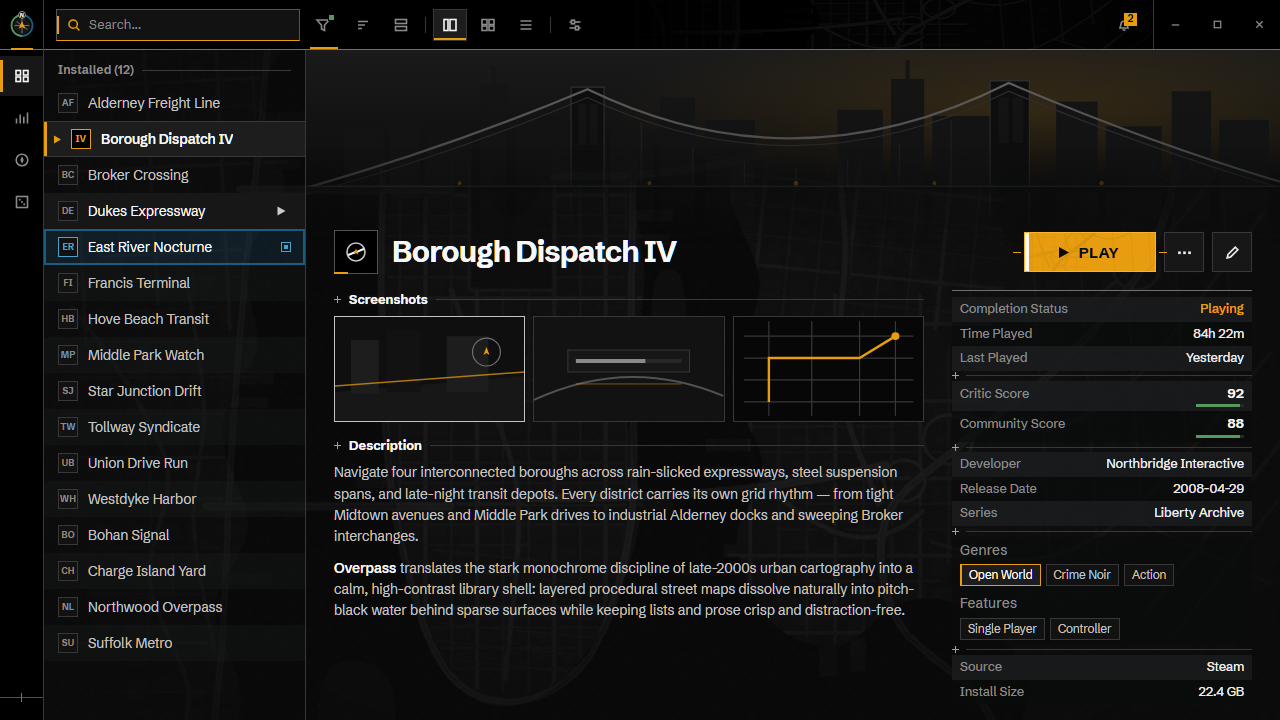 N
Search...
2
Installed (12)
AF Alderney Freight Line
IV Borough Dispatch IV
BC Broker Crossing
DE Dukes Expressway
ER East River Nocturne
FI Francis Terminal
HB Hove Beach Transit
MP Middle Park Watch
SJ Star Junction Drift
TW Tollway Syndicate
UB Union Drive Run
WH Westdyke Harbor
BO Bohan Signal
CH Charge Island Yard
NL Northwood Overpass
SU Suffolk Metro
Borough Dispatch IV
PLAY
Screenshots
Description
Navigate four interconnected boroughs across rain-slicked expressways, steel suspension
spans, and late-night transit depots. Every district carries its own grid rhythm — from tight
Midtown avenues and Middle Park drives to industrial Alderney docks and sweeping Broker
interchanges.
Overpass translates the stark monochrome discipline of late-2000s urban cartography into a
calm, high-contrast library shell: layered procedural street maps dissolve naturally into pitch-
black water behind sparse surfaces while keeping lists and prose crisp and distraction-free.
Completion Status Playing
Time Played 84h 22m
Last Played Yesterday
Critic Score 92
Community Score 88
Developer Northbridge Interactive
Release Date 2008-04-29
Series Liberty Archive
Genres
Open World Crime Noir Action
Features
Single Player Controller
Source Steam
Install Size 22.4 GB